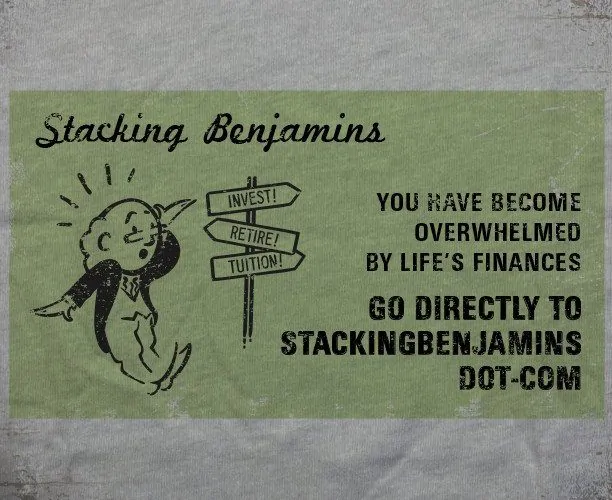 Stacking Benjamins
INVEST!
RETIRE!
TUITION!
YOU HAVE BECOME
OVERWHELMED
BY LIFE'S FINANCES
GO DIRECTLY TO
STACKINGBENJAMINS
DOT-COM